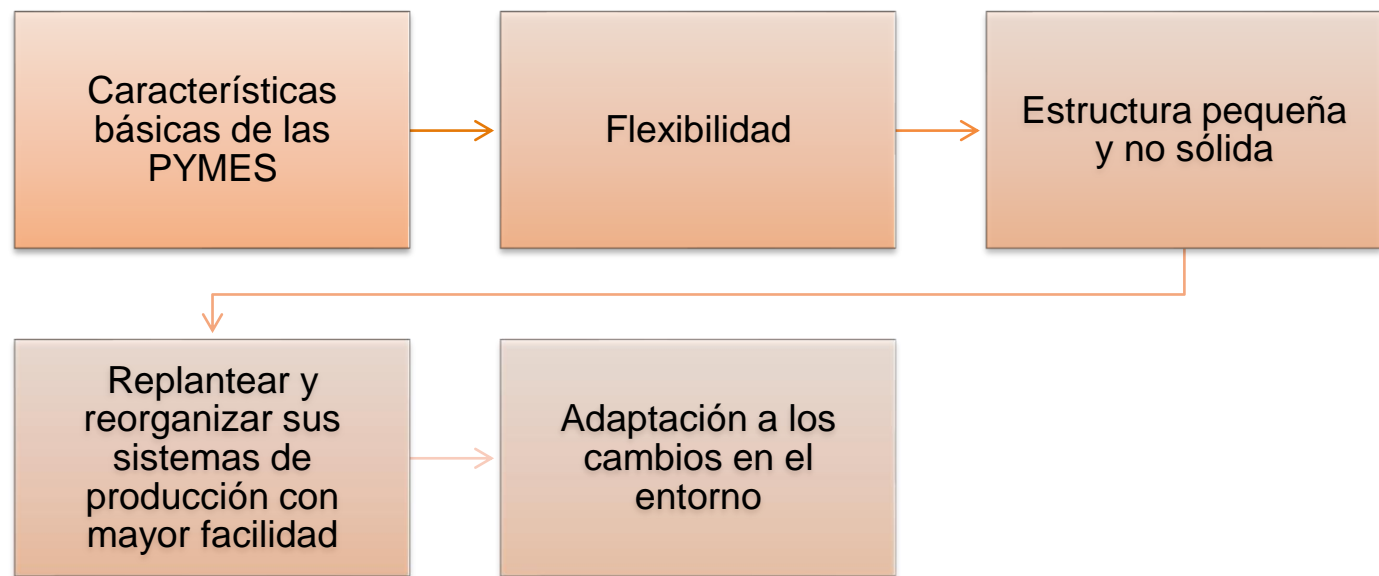 Características
básicas de las
PYMES
Flexibilidad
Estructura pequeña
y no sólida
Replantear y
reorganizar sus
sistemas de
producción con
mayor facilidad
Adaptación a los
cambios en el
entorno